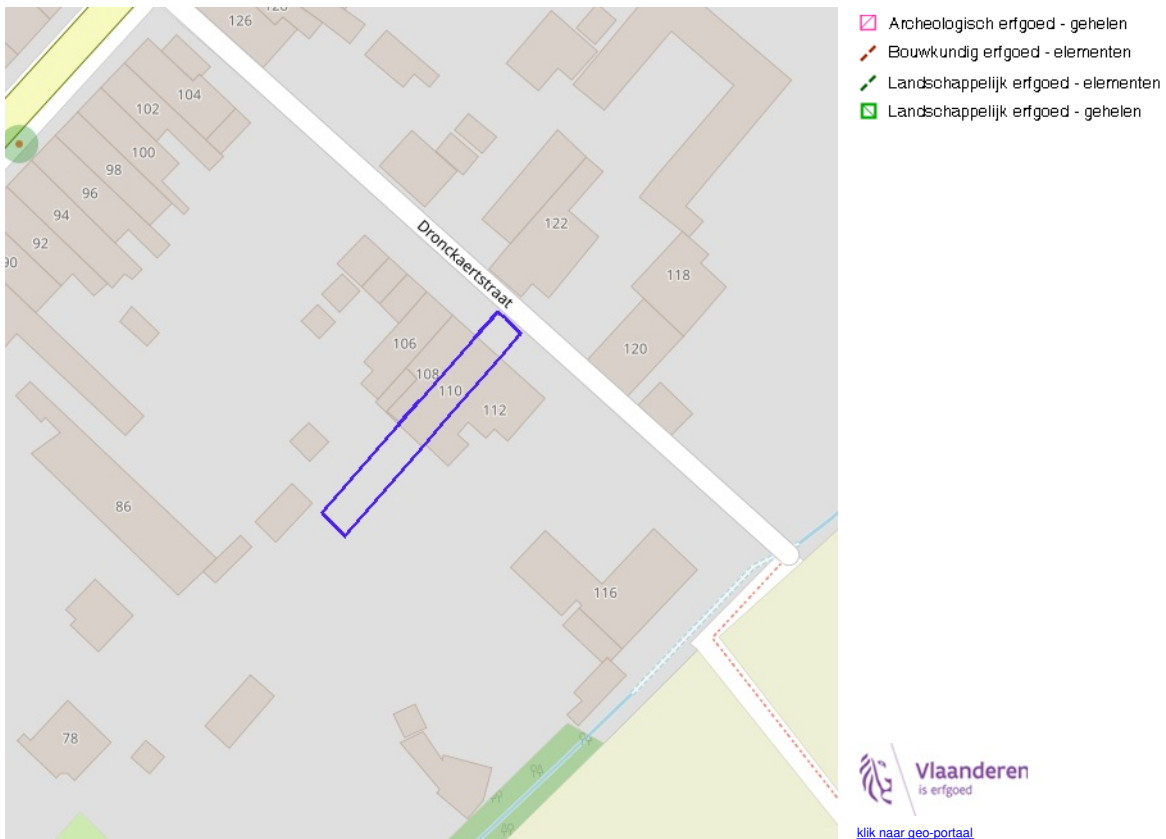 126
128
104
102
100
98
96
94
92
90
Dronckaertstraat
122
118
120
106
108
110
112
86
116
78
Archeologisch erfgoed - gehelen
Bouwkundig erfgoed - elementen
Landschappelijk erfgoed - elementen
Landschappelijk erfgoed - gehelen
Vlaanderen
is erfgoed
klik naar geo-portaal